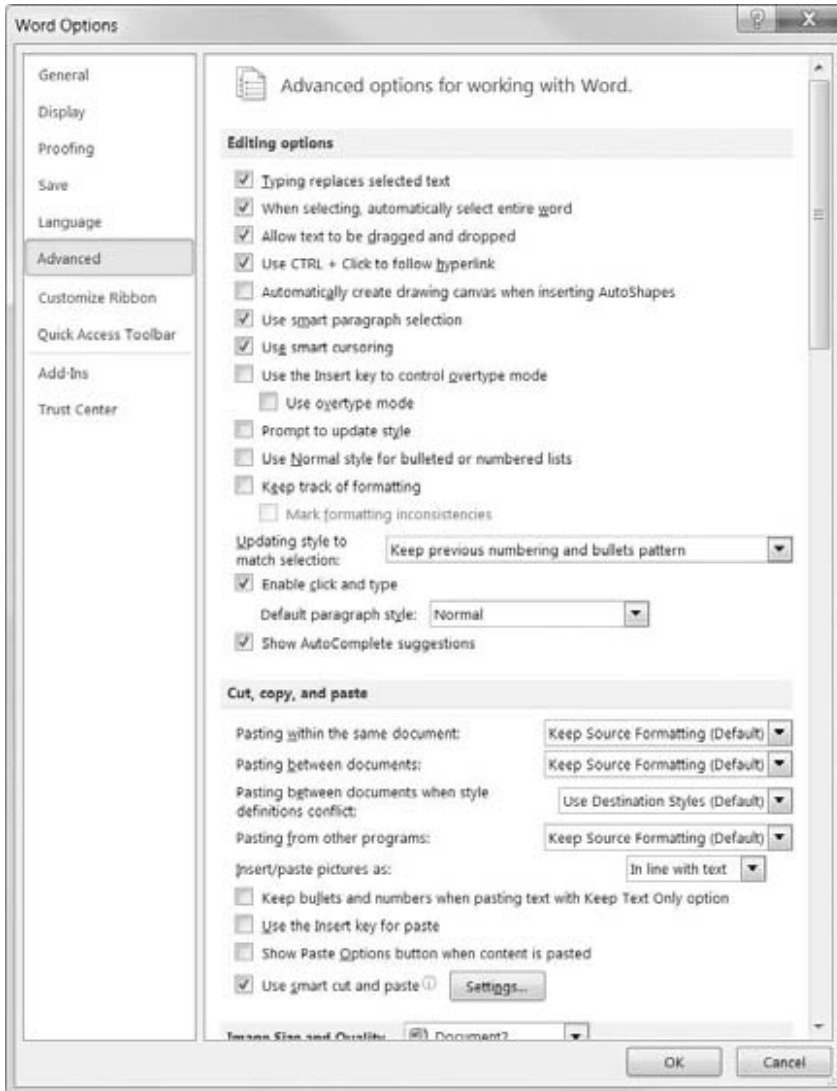 Word Options
General
Display
Proofing
Save
Language
Advanced
Customize Ribbon
Quick Access Toolbar
Add-Ins
Trust Center
Advanced options for working with Word.
Editing options
Typing replaces selected text
When selecting, automatically select entire word
Allow text to be dragged and dropped
Use CTRL + Click to follow hyperlink
Automatically create drawing canvas when inserting AutoShapes
Use smart paragraph selection
Use smart cursoring
Use the Insert key to control overtype mode
Use overtype mode
Prompt to update style
Use Normal style for bulleted or numbered lists
Keep track of formatting
Mark formatting inconsistencies
Updating style to
match selection: Keep previous numbering and bullets pattern
Enable click and type
Default paragraph style: Normal
Show AutoComplete suggestions
Cut, copy, and paste
Pasting within the same document: Keep Source Formatting (Default)
Pasting between documents: Keep Source Formatting (Default)
Pasting between documents when style
definitions conflict: Use Destination Styles (Default)
Pasting from other programs: Keep Source Formatting (Default)
Insert/paste pictures as: In line with text
Keep bullets and numbers when pasting text with Keep Text Only option
Use the Insert key for paste
Show Paste Options button when content is pasted
Use smart cut and paste Settings...
Image Size and Quality Document2
OK Cancel